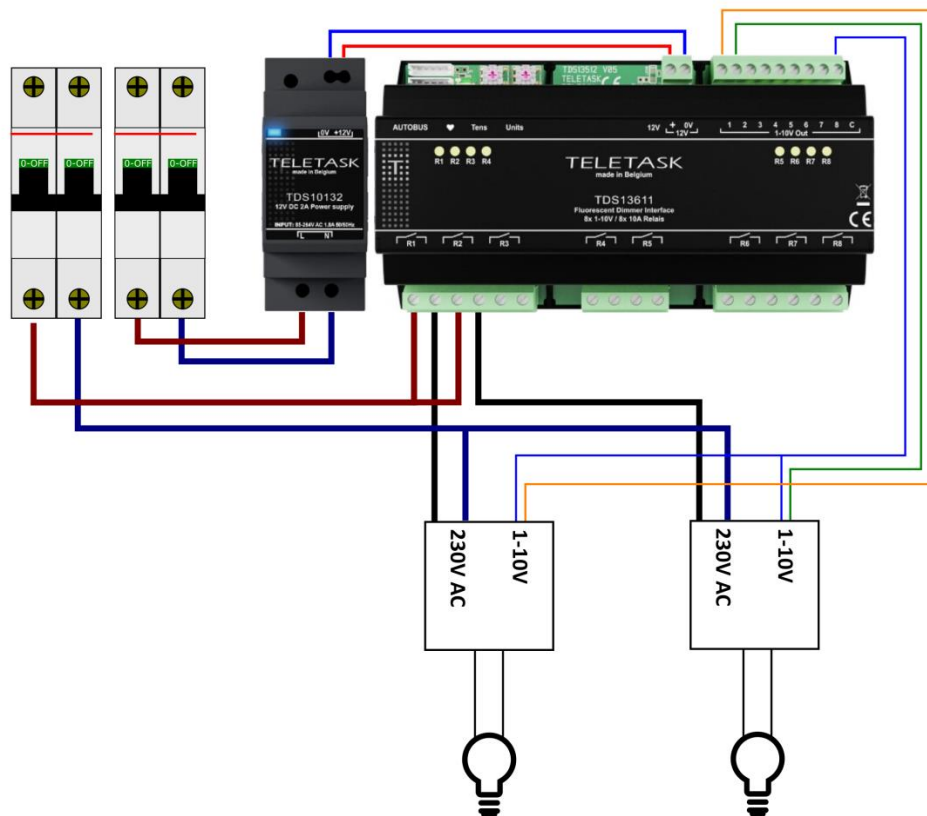 TDS13512 V05
TELETASK
CE
0V +12V
TELETASK
made in Belgium
TDS10132
12V DC 2A Power supply
L N
AUTOBUS ♥ Tens Units 12V + 0V 1 2 3 4 5 6 7 8 C
12V 1-10V Out
R1 R2 R3 R4 R5 R6 R7 R8
T
TELETASK
made in Belgium
TDS13611
Fluorescent Dimmer Interface
8x 1-10V / 8x 10A Relais
CE
R1 R2 R3 R4 R5 R6 R7 R8
0-OFF 0-OFF 0-OFF 0-OFF
230V AC
1-10V
230V AC
1-10V